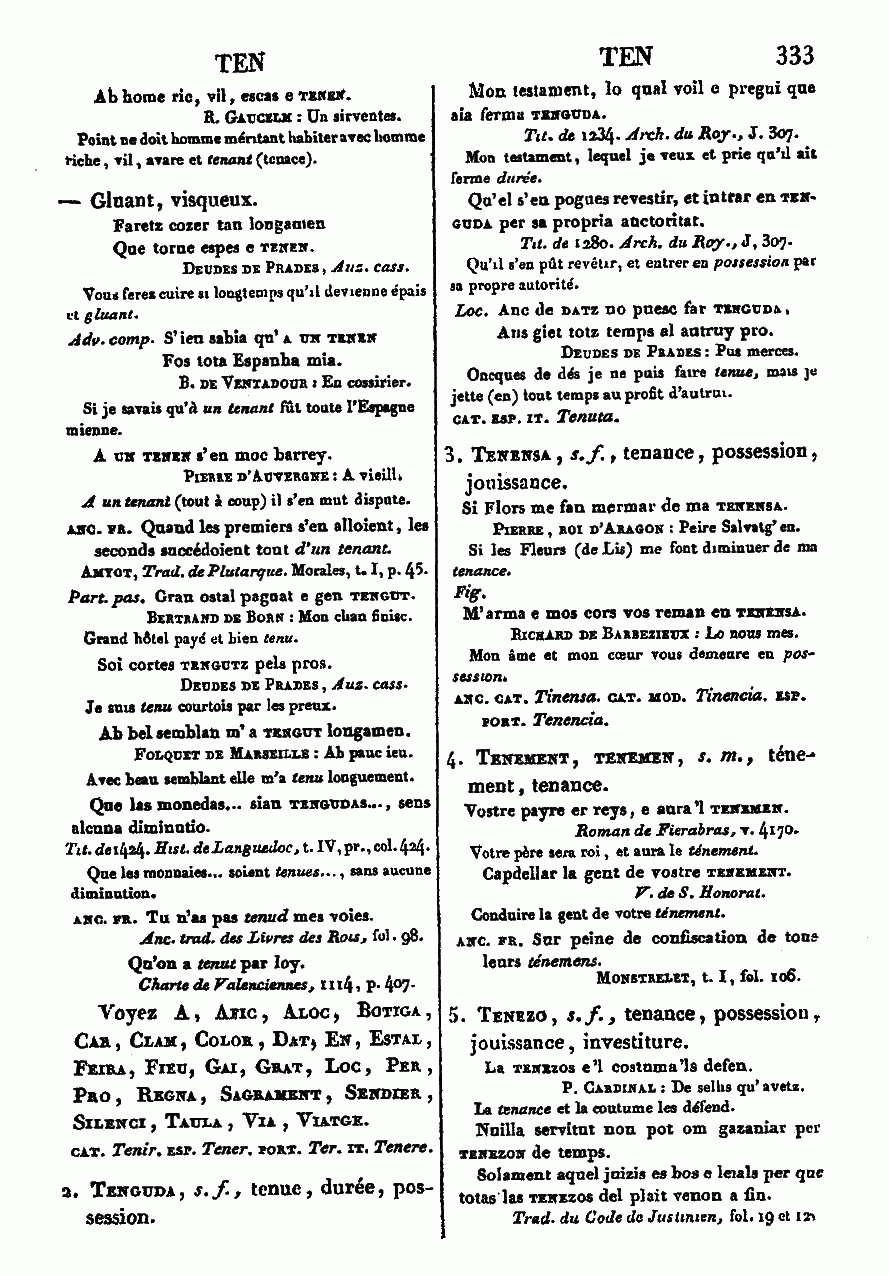 TEN
Ab home ric, vil, escas e TENEN.
R. GAUCELM : Un sirventes.
Point ne doit homme méritant habiter avec homme
riche, vil, avare et tenant (tenace).
— Gluant, visqueux.
Faretz cozer tan longamen
Que torne espes e TENEN.
DEUDES DE PRADES, Auz. cass.
Vous ferez cuire si longtemps qu'il devienne épais
et gluant.
Adv. comp. S'ieu sabia qu' A UN TENEN
Fos tota Espanha mia.
B. DE VENTADOUR : En cossirier.
Si je savais qu'à un tenant fût toute l'Espagne
mienne.
A UN TENEN s'en moc barrey.
PIERRE D'AUVERGNE : A vieill.
A un tenant (tout à coup) il s'en mut dispute.
ANC. FR. Quand les premiers s'en alloient, les
seconds succédoient tout d'un tenant.
AMYOT, Trad. de Plutarque. Morales, t. I, p. 45.
Part. pas. Gran ostal pagnat e gen TENGUT.
BERTRAND DE BORN : Mon chan finisc.
Grand hôtel payé et bien tenu.
Soi cortes TENGUTZ pels pros.
DEUDES DE PRADES, Auz. cass.
Je suis tenu courtois par les preux.
Ab bel semblan m' a TENGUT longamen.
FOLQUET DE MARSEILLE : Ab pauc ieu.
Avec beau semblant elle m'a tenu longuement.
Que las monedas... sian TENGUDAS..., sens
alcuna diminutio.
Tit. de 1424. Hist. de Languedoc, t. IV, pr., col. 424.
Que les monnaies... soient tenues..., sans aucune
diminution.
ANC. FR. Tu n'as pas tenud mes voies.
Anc. trad. des Livres des Rois, fol. 98.
Qu'on a tenut par loy.
Charte de Valenciennes, 1114, p. 407.
Voyez A, AFIC, ALOC, BOTIGA,
CAR, CLAM, COLOR, DAT, EN, ESTAL,
FEIRA, FIEU, GAI, GRAT, LOC, PER,
PRO, REGNA, SAGRAMENT, SENDIER,
SILENCI, TAULA, VIA, VIATGE.
CAT. Tenir. ESP. Tener. PORT. Ter. IT. Tenere.
2. TENGUDA, s. f., tenue, durée, pos-
session.
TEN 333
Mon testament, lo qual voil e pregui que
aia ferma TENGUDA.
Tit. de 1234. Arch. du Roy., J. 307.
Mon testament, lequel je veux et prie qu'il ait
ferme durée.
Qu'el s'en pogues revestir, et intrar en TEN-
GUDA per sa propria auctoritat.
Tit. de 1280. Arch. du Roy., J, 307.
Qu'il s'en pût revêtir, et entrer en possession par
sa propre autorité.
Loc. Anc de DATZ no puesc far TENGUDA,
Ans giet totz temps al autruy pro.
DEUDES DE PRADES : Pus merces.
Oncques de dés je ne puis faire tenue, mais je
jette (en) tout temps au profit d'autrui.
CAT. ESP. IT. Tenuta.
3. TENENSA, s. f., tenance, possession,
jouissance.
Si Flors me fan mermar de ma TENENSA.
PIERRE, ROI D'ARAGON : Peire Salvatg' en.
Si les Fleurs (de Lis) me font diminuer de ma
tenance.
Fig.
M'arma e mos cors vos reman en TENENSA.
RICHARD DE BARBEZIEUX : Lo nous mes.
Mon âme et mon cœur vous demeure en pos-
session.
ANC. CAT. Tinensa. CAT. MOD. Tinencia. ESP.
PORT. Tenencia.
4. TENEMENT, TENEMEN, s. m., téne-
ment, tenance.
Vostre payre er reys, e aura'l TENEMEN.
Roman de Fierabras, v. 4170.
Votre père sera roi, et aura le ténement.
Capdellar la gent de vostre TENEMENT.
V. de S. Honorat.
Conduire la gent de votre ténement.
ANC. FR. Sur peine de confiscation de tous
leurs ténemens.
MONSTRELET, t. I, fol. 106.
5. TENEZO, s. f., tenance, possession,
jouissance, investiture.
La TENEZOS e'l costuma'ls defen.
P. CARDINAL : De selhs qu' avetz.
La tenance et la coutume les défend.
Nuilla servitut non pot om gazaniar per
TENEZON de temps.
Solament aquel juizis es bos e leials per que
totas las TENEZOS del plait venon a fin.
Trad. du Code de Justinien, fol. 19 et 12